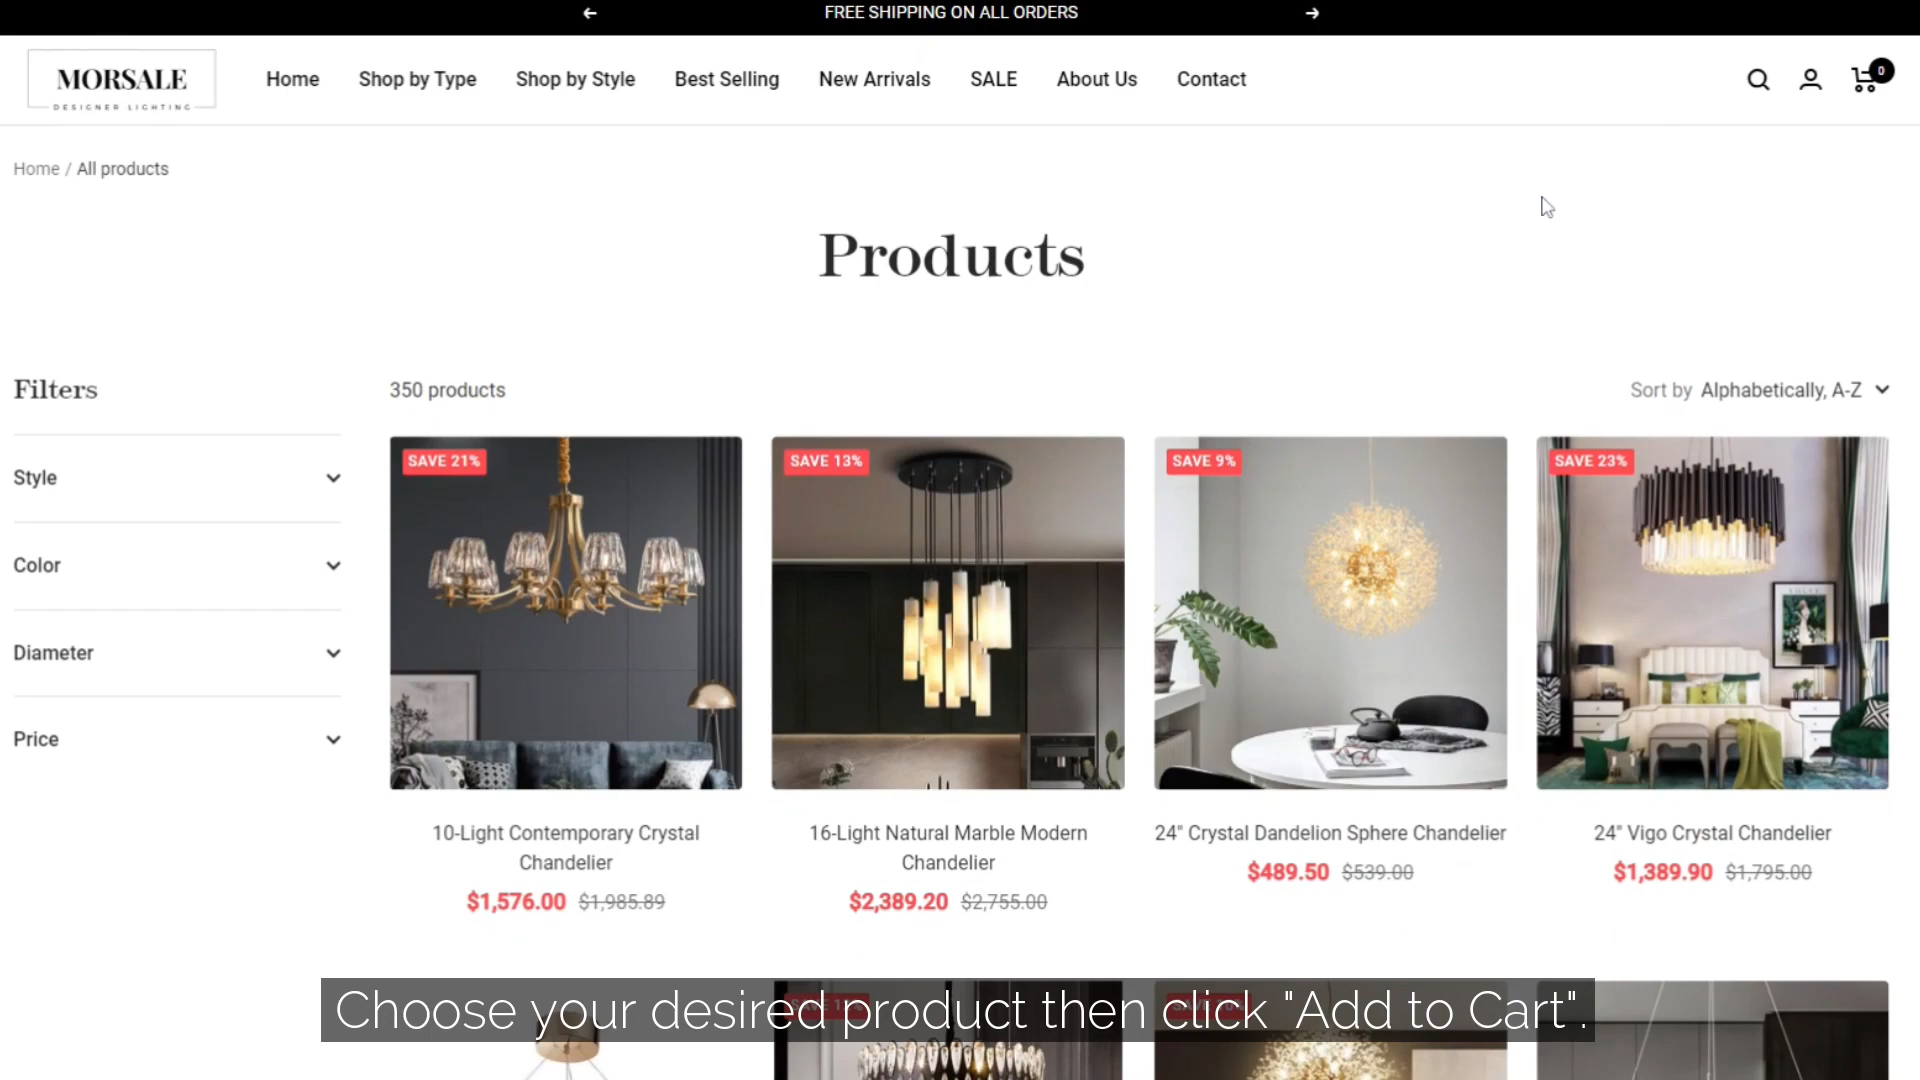 FREE SHIPPING ON ALL ORDERS
MORSALE
DESIGNER LIGHTING
Home
Shop by Type
Shop by Style
Best Selling
New Arrivals
SALE
About Us
Contact
0
Home / All products
Products
Filters
350 products
Sort by Alphabetically, A-Z
Style
Color
Diameter
Price
SAVE 21%
SAVE 13%
SAVE 9%
SAVE 23%
10-Light Contemporary Crystal
Chandelier
$1,576.00 $1,985.89
16-Light Natural Marble Modern
Chandelier
$2,389.20 $2,755.00
24" Crystal Dandelion Sphere Chandelier
$489.50 $539.00
24" Vigo Crystal Chandelier
$1,389.90 $1,795.00
Choose your desired product then click "Add to Cart".